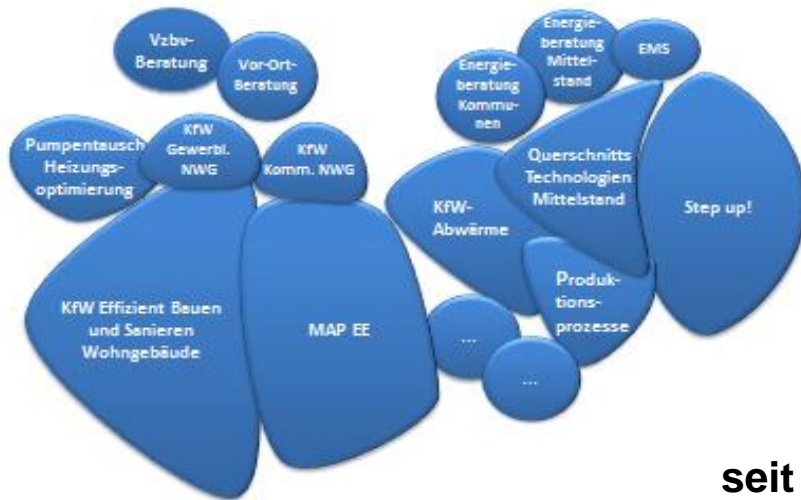 Vzbv-
Beratung
Vor-Ort-
Beratung
Energie-
beratung
Kommu-
nen
Energie-
beratung
Mittel-
stand
EMS
Pumpentausch
Heizungs-
optimierung
KfW
Gewerbl.
NWG
KfW
Komm. NWG
KfW-
Abwärme
Querschnitts
Technologien
Mittelstand
Step up!
KfW Effizient Bauen
und Sanieren
Wohngebäude
MAP EE
Produk-
tions-
prozesse
...
...
seit